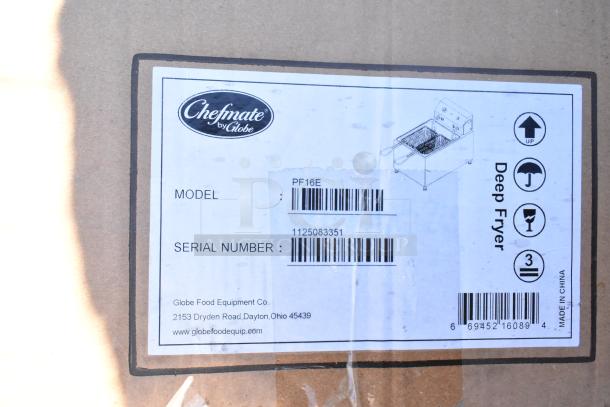 Chefmate
by Globe
MODEL : PF16E
SERIAL NUMBER : 1125083351
Globe Food Equipment Co.
2153 Dryden Road,Dayton,Ohio 45439
www.globefoodequip.com
UP
3
Deep Fryer
6 69452 16089 4
MADE IN CHINA